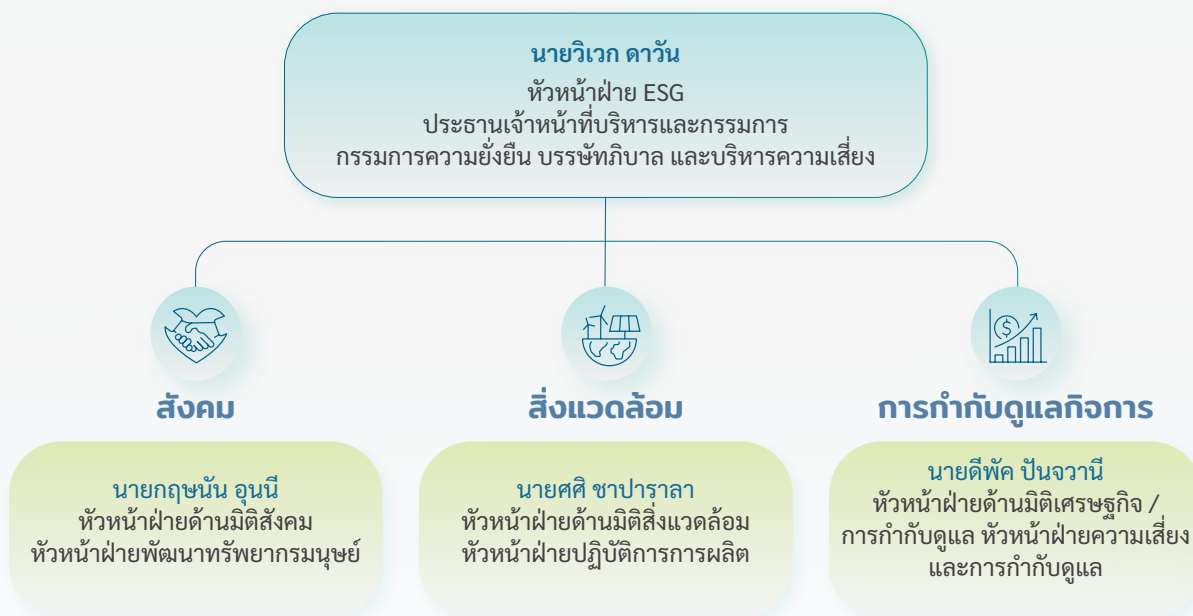 นายวิเวก ดาวัน
หัวหน้าฝ่าย ESG
ประธานเจ้าหน้าที่บริหารและกรรมการ
กรรมการความยั่งยืน บรรษัทภิบาล และบริหารความเสี่ยง
สังคม
นายกฤษนัน อุนนี
หัวหน้าฝ่ายด้านมิติสังคม
หัวหน้าฝ่ายพัฒนาทรัพยากรมนุษย์
สิ่งแวดล้อม
นายศศิ ชาปาราลา
หัวหน้าฝ่ายด้านมิติสิ่งแวดล้อม
หัวหน้าฝ่ายปฏิบัติการการผลิต
$
การกำกับดูแลกิจการ
นายดีพัค ปันจวานี
หัวหน้าฝ่ายด้านมิติเศรษฐกิจ /
การกำกับดูแล หัวหน้าฝ่ายความเสี่ยง
และการกำกับดูแล